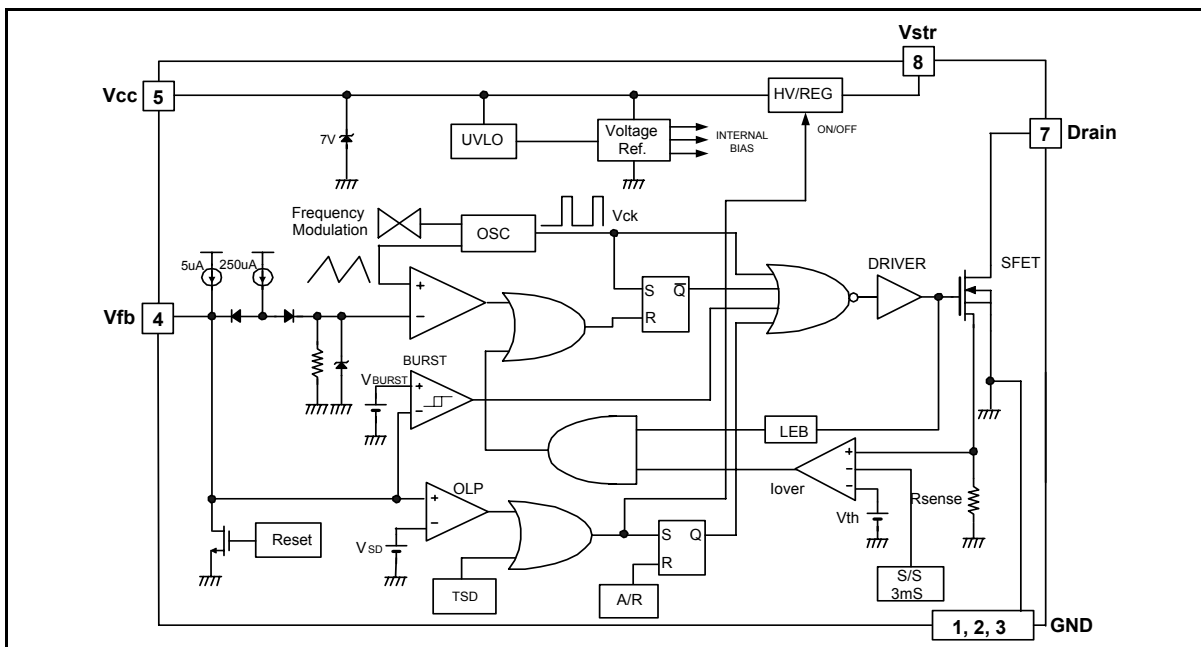 Vstr
8
Vcc
5
HV/REG
7V
UVLO
Voltage
Ref.
INTERNAL
BIAS
ON/OFF
7
Drain
Frequency
Modulation
OSC
Vck
5uA
250uA
DRIVER
SFET
+
−
S
Q̅
R
Vfb
4
BURST
VBURST
+
−
LEB
+
−
−
Iover
Rsense
Vth
OLP
+
−
VSD
S
Q
R
Reset
TSD
A/R
S/S
3mS
1, 2, 3
GND